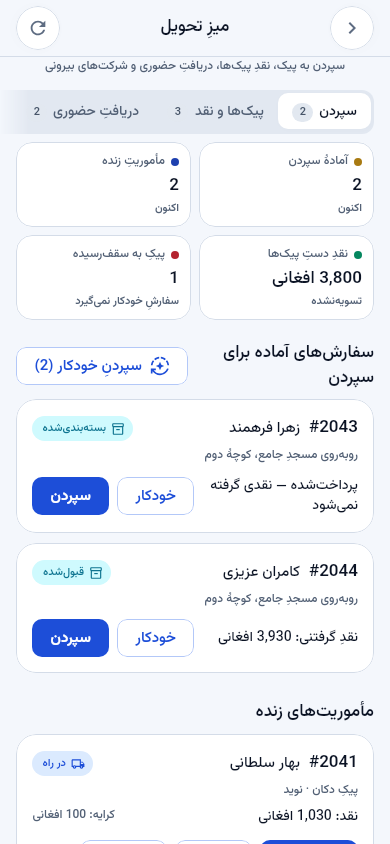 میزِ تحویل
سپردن به پیک، نقدِ پیک‌ها، دریافتِ حضوری و شرکت‌های بیرونی
سپردن 2 پیک‌ها و نقد 3 دریافتِ حضوری 2
آمادهٔ سپردن
2
اکنون
مأموریتِ زنده
2
اکنون
نقدِ دستِ پیک‌ها
3,800 افغانی
تسویه‌نشده
پیکِ به سقف‌رسیده
1
سفارشِ خودکار نمی‌گیرد
سفارش‌های آماده برای
سپردن
سپردنِ خودکار (2)
#2043 زهرا فرهمند بسته‌بندی‌شده
روبه‌روی مسجدِ جامع، کوچهٔ دوم
پرداخت‌شده — نقدی گرفته
نمی‌شود
خودکار سپردن
#2044 کامران عزیزی قبول‌شده
روبه‌روی مسجدِ جامع، کوچهٔ دوم
نقدِ گرفتنی: 3,930 افغانی خودکار سپردن
مأموریت‌های زنده
#2041 بهار سلطانی در راه
پیکِ دکان · نوید
نقد: 1,030 افغانی کرایه: 100 افغانی